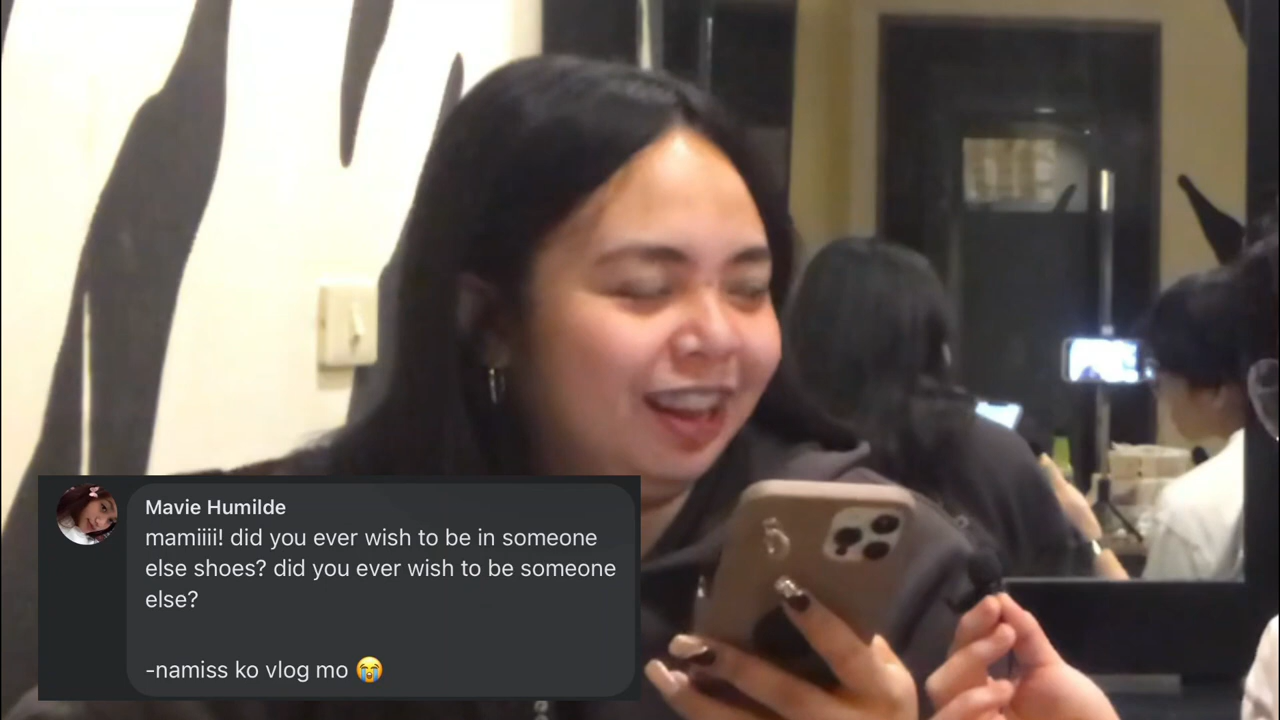 Mavie Humilde
mamiiii! did you ever wish to be in someone
else shoes? did you ever wish to be someone
else?
-namiss ko vlog mo 😭